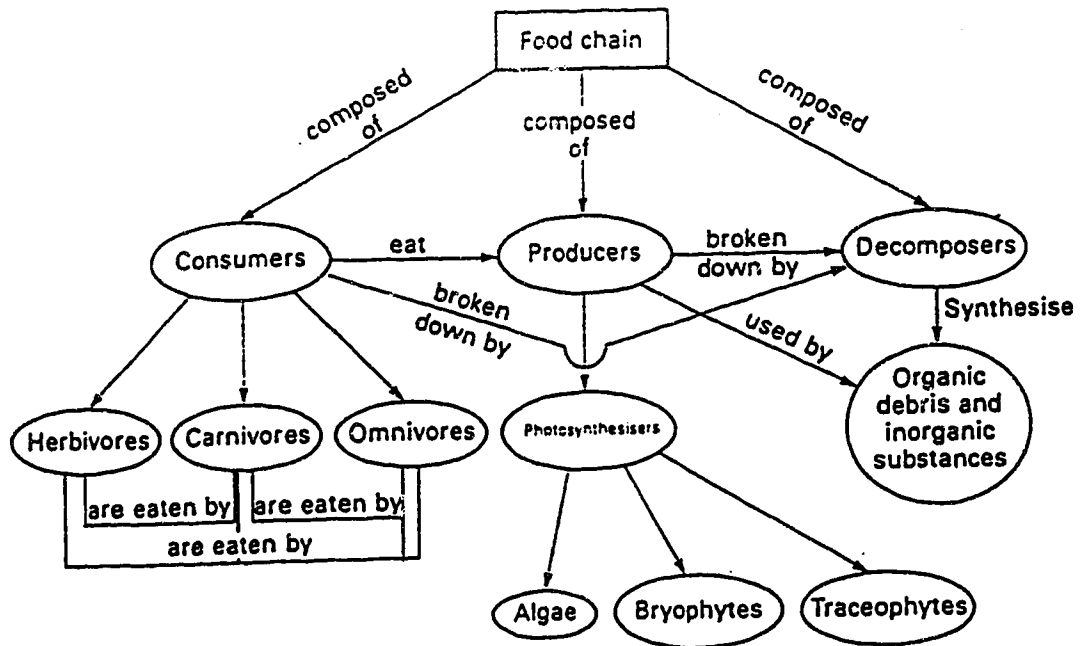 Food chain
composed
of
composed
of
composed
of
Consumers
eat
Producers
broken
down by
Decomposers
broken
down by
used by
Synthesise
Organic
debris and
inorganic
substances
Herbivores
Carnivores
Omnivores
Photosynthesisers
are eaten by
are eaten by
are eaten by
Algae
Bryophytes
Traceophytes